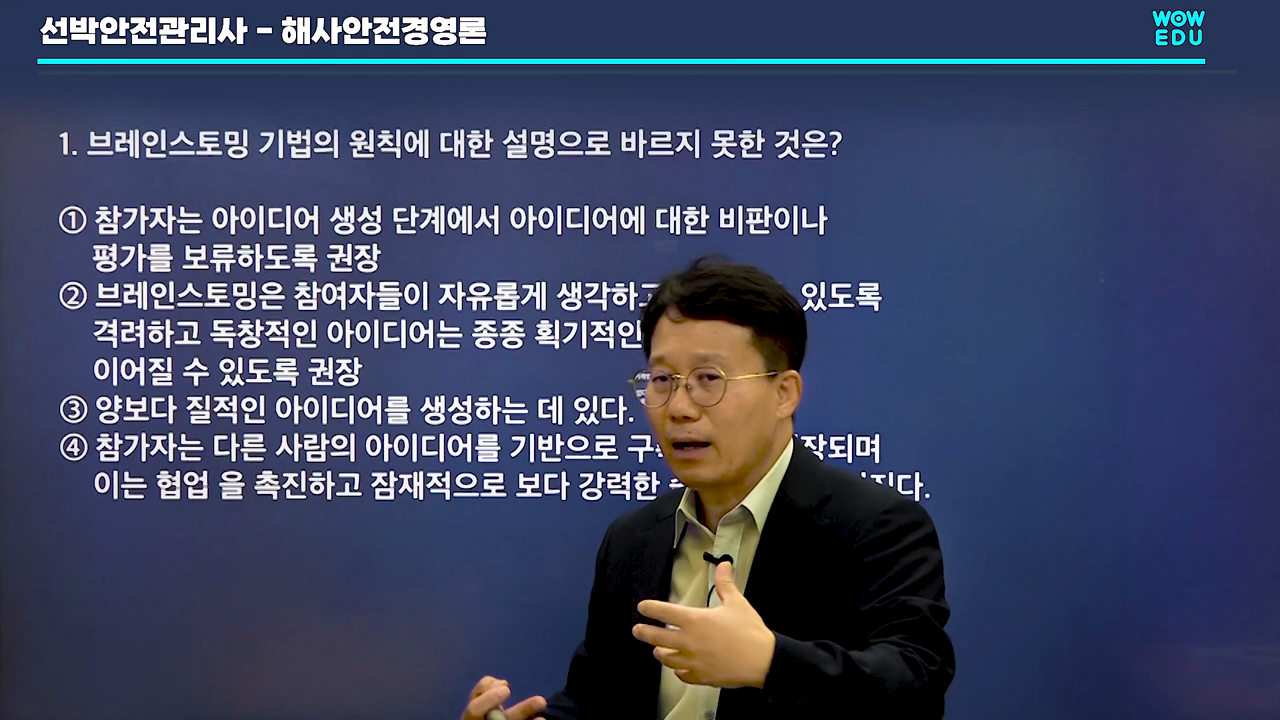 선박안전관리사 - 해사안전경영론
WOW
EDU
1. 브레인스토밍 기법의 원칙에 대한 설명으로 바르지 못한 것은?
① 참가자는 아이디어 생성 단계에서 아이디어에 대한 비판이나
평가를 보류하도록 권장
② 브레인스토밍은 참여자들이 자유롭게 생각하고 있도록
격려하고 독창적인 아이디어는 종종 획기적인
이어질 수 있도록 권장
③ 양보다 질적인 아이디어를 생성하는 데 있다.
④ 참가자는 다른 사람의 아이디어를 기반으로
이는 협업 을 촉진하고 잠재적으로 보다 강력한